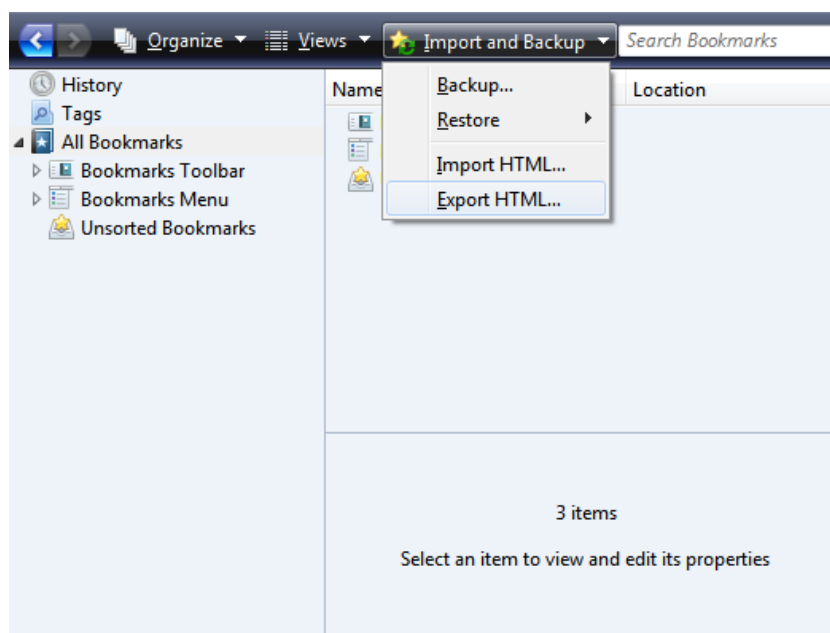 Organize Views Import and Backup Search Bookmarks
History
Tags
All Bookmarks
Bookmarks Toolbar
Bookmarks Menu
Unsorted Bookmarks
Name Location
Backup...
Restore
Import HTML...
Export HTML...
3 items
Select an item to view and edit its properties